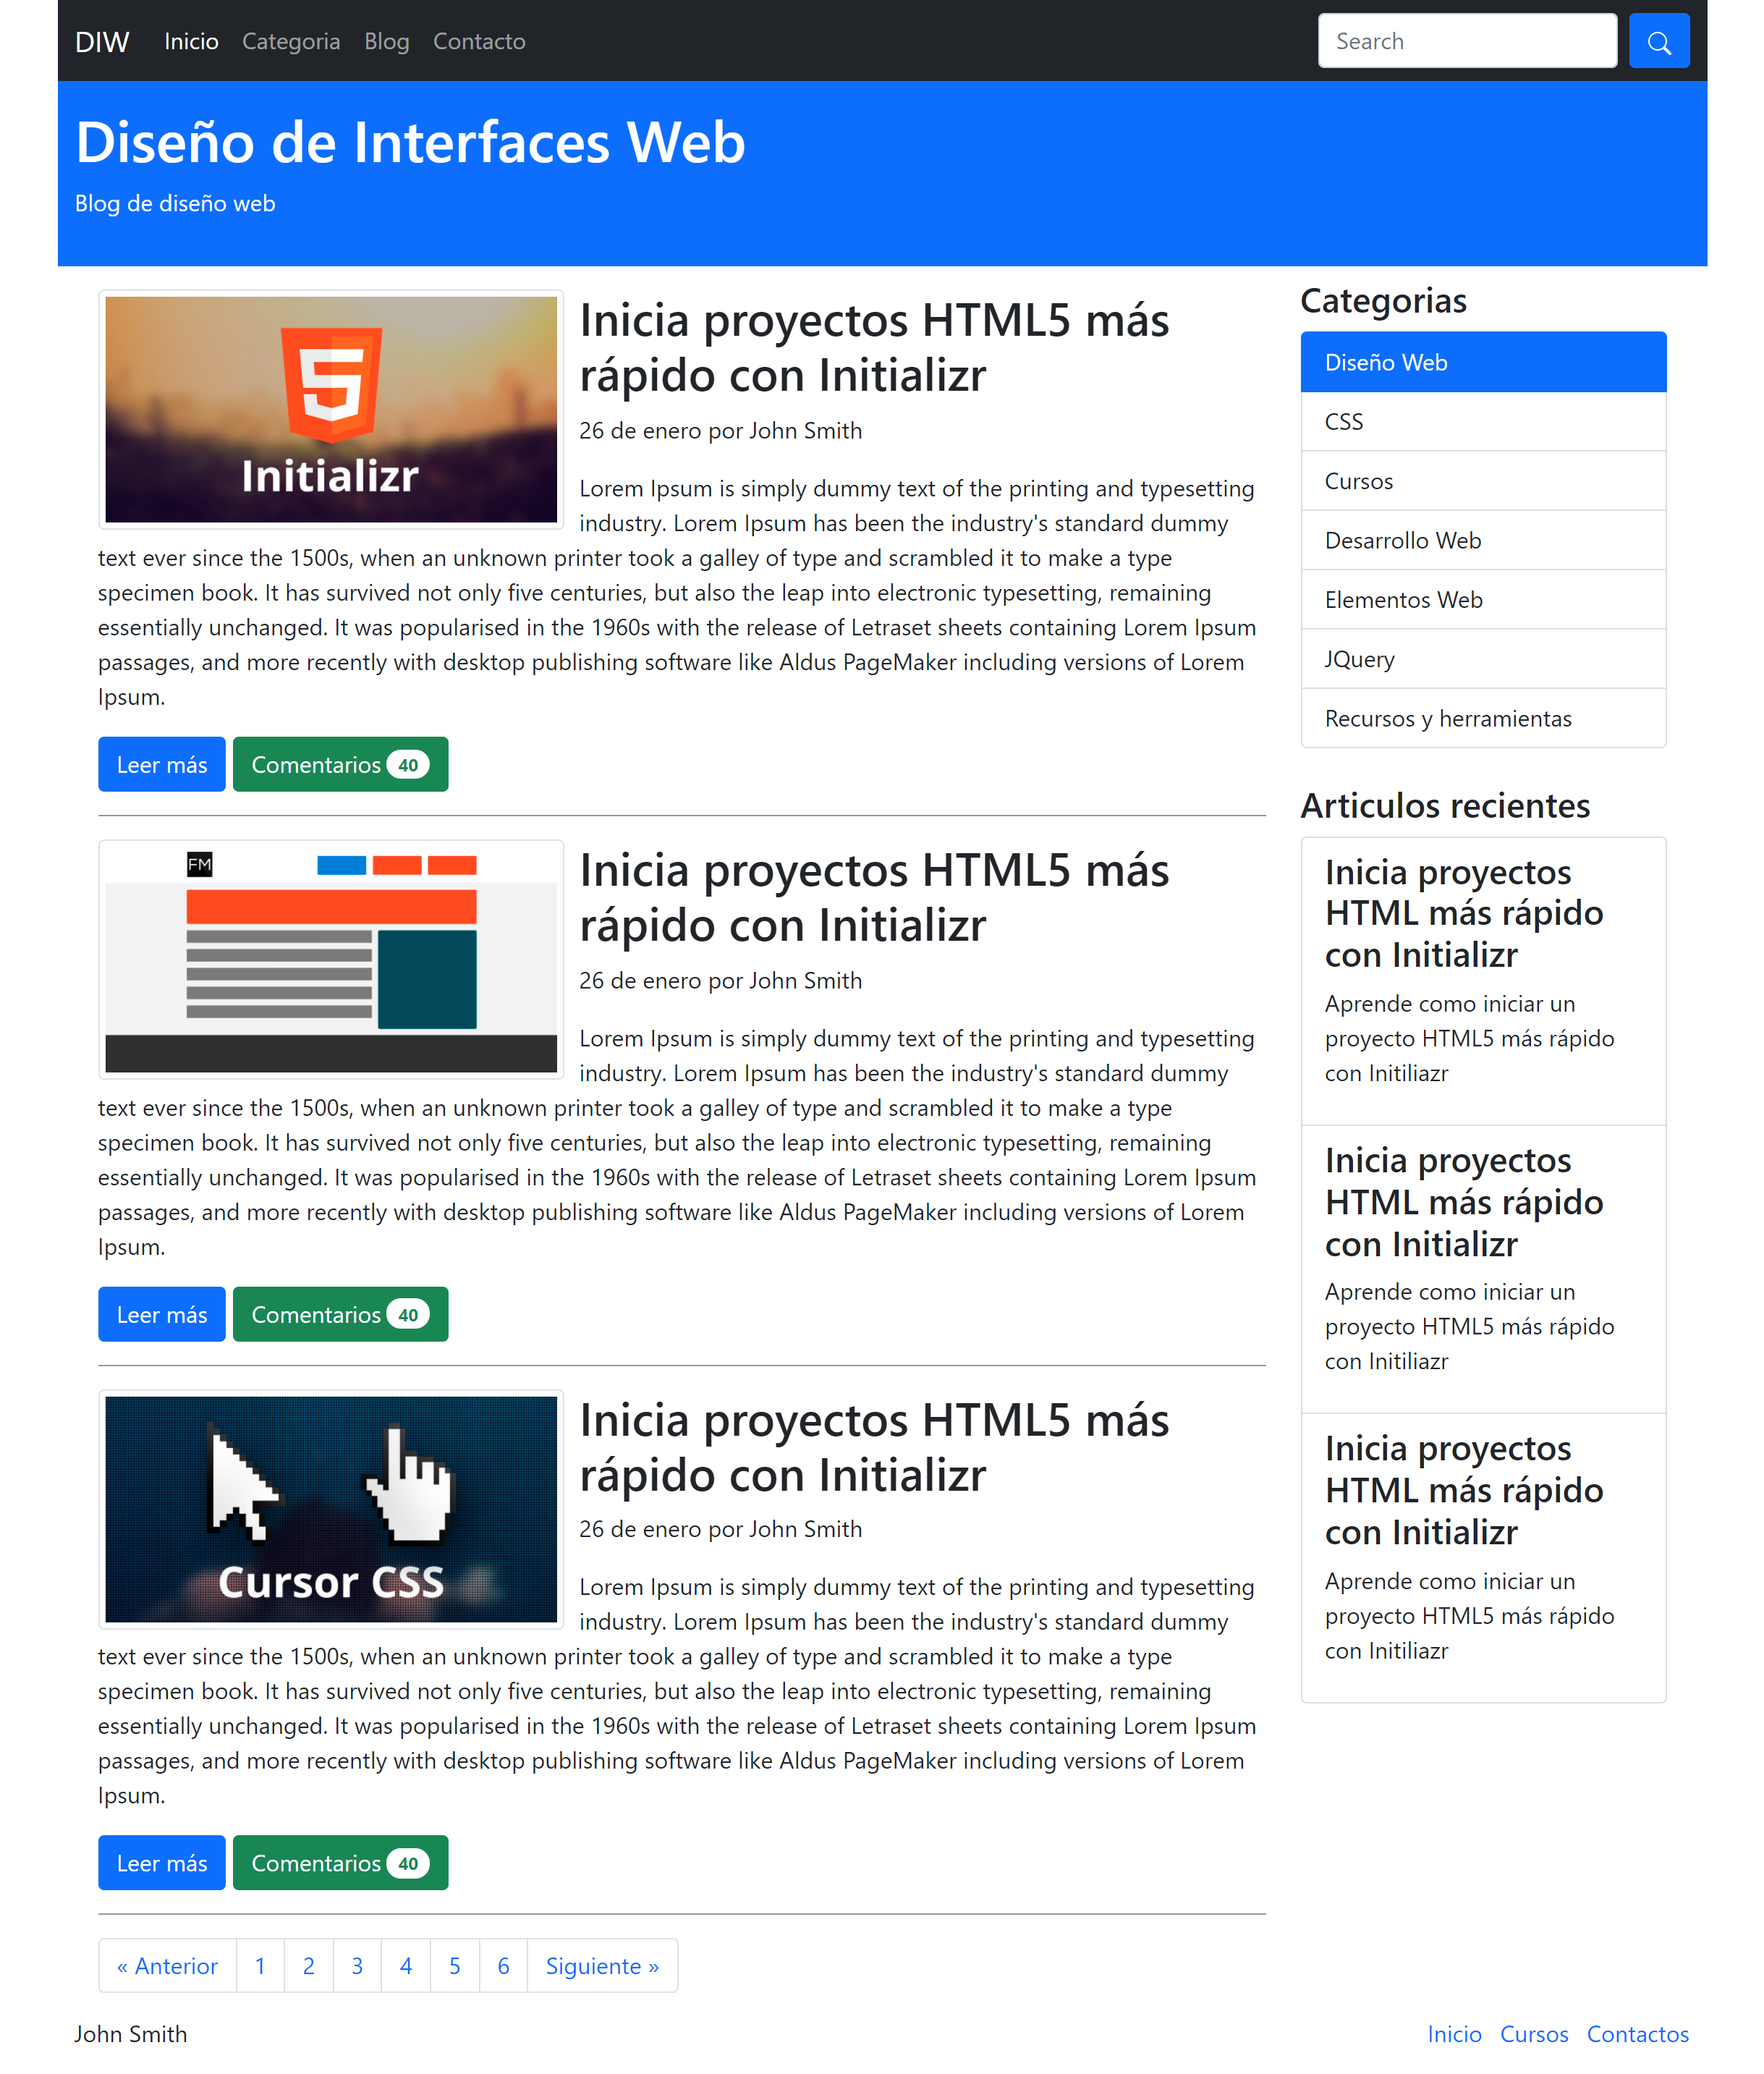 DIW Inicio Categoria Blog Contacto Search
Diseño de Interfaces Web
Blog de diseño web
Initializr
Inicia proyectos HTML5 más
rápido con Initializr
26 de enero por John Smith
Lorem Ipsum is simply dummy text of the printing and typesetting
industry. Lorem Ipsum has been the industry's standard dummy
text ever since the 1500s, when an unknown printer took a galley of type and scrambled it to make a type
specimen book. It has survived not only five centuries, but also the leap into electronic typesetting, remaining
essentially unchanged. It was popularised in the 1960s with the release of Letraset sheets containing Lorem Ipsum
passages, and more recently with desktop publishing software like Aldus PageMaker including versions of Lorem
Ipsum.
Leer más Comentarios 40
FM
Inicia proyectos HTML5 más
rápido con Initializr
26 de enero por John Smith
Lorem Ipsum is simply dummy text of the printing and typesetting
industry. Lorem Ipsum has been the industry's standard dummy
text ever since the 1500s, when an unknown printer took a galley of type and scrambled it to make a type
specimen book. It has survived not only five centuries, but also the leap into electronic typesetting, remaining
essentially unchanged. It was popularised in the 1960s with the release of Letraset sheets containing Lorem Ipsum
passages, and more recently with desktop publishing software like Aldus PageMaker including versions of Lorem
Ipsum.
Leer más Comentarios 40
Cursor CSS
Inicia proyectos HTML5 más
rápido con Initializr
26 de enero por John Smith
Lorem Ipsum is simply dummy text of the printing and typesetting
industry. Lorem Ipsum has been the industry's standard dummy
text ever since the 1500s, when an unknown printer took a galley of type and scrambled it to make a type
specimen book. It has survived not only five centuries, but also the leap into electronic typesetting, remaining
essentially unchanged. It was popularised in the 1960s with the release of Letraset sheets containing Lorem Ipsum
passages, and more recently with desktop publishing software like Aldus PageMaker including versions of Lorem
Ipsum.
Leer más Comentarios 40
« Anterior 1 2 3 4 5 6 Siguiente »
Categorias
Diseño Web
CSS
Cursos
Desarrollo Web
Elementos Web
JQuery
Recursos y herramientas
Articulos recientes
Inicia proyectos
HTML más rápido
con Initializr
Aprende como iniciar un
proyecto HTML5 más rápido
con Initiliazr
Inicia proyectos
HTML más rápido
con Initializr
Aprende como iniciar un
proyecto HTML5 más rápido
con Initiliazr
Inicia proyectos
HTML más rápido
con Initializr
Aprende como iniciar un
proyecto HTML5 más rápido
con Initiliazr
John Smith Inicio Cursos Contactos